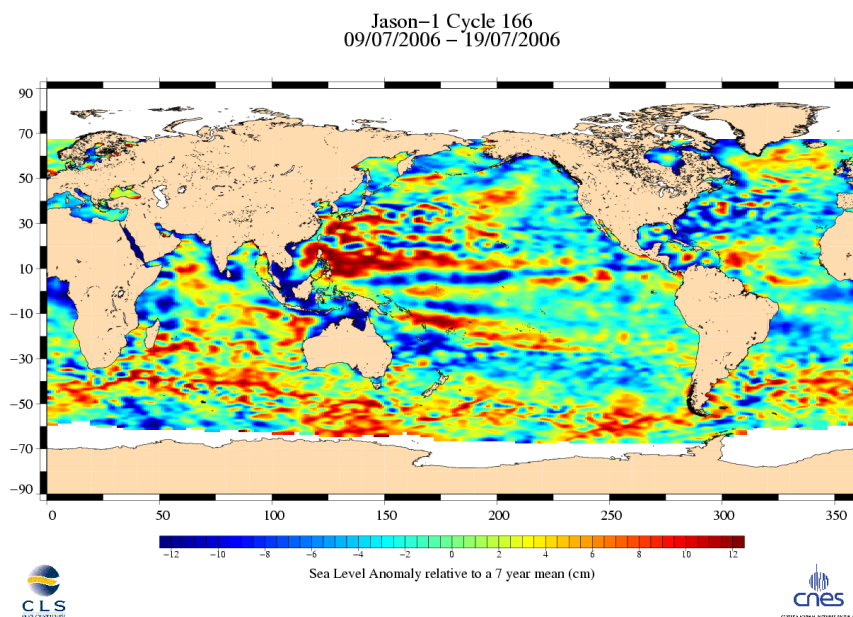 Jason-1 Cycle 166
09/07/2006 – 19/07/2006
90
70
50
30
10
−10
−30
−50
−70
−90
0 50 100 150 200 250 300 350
−12 −10 −8 −6 −4 −2 0 2 4 6 8 10 12
Sea Level Anomaly relative to a 7 year mean (cm)
CLS
cnes